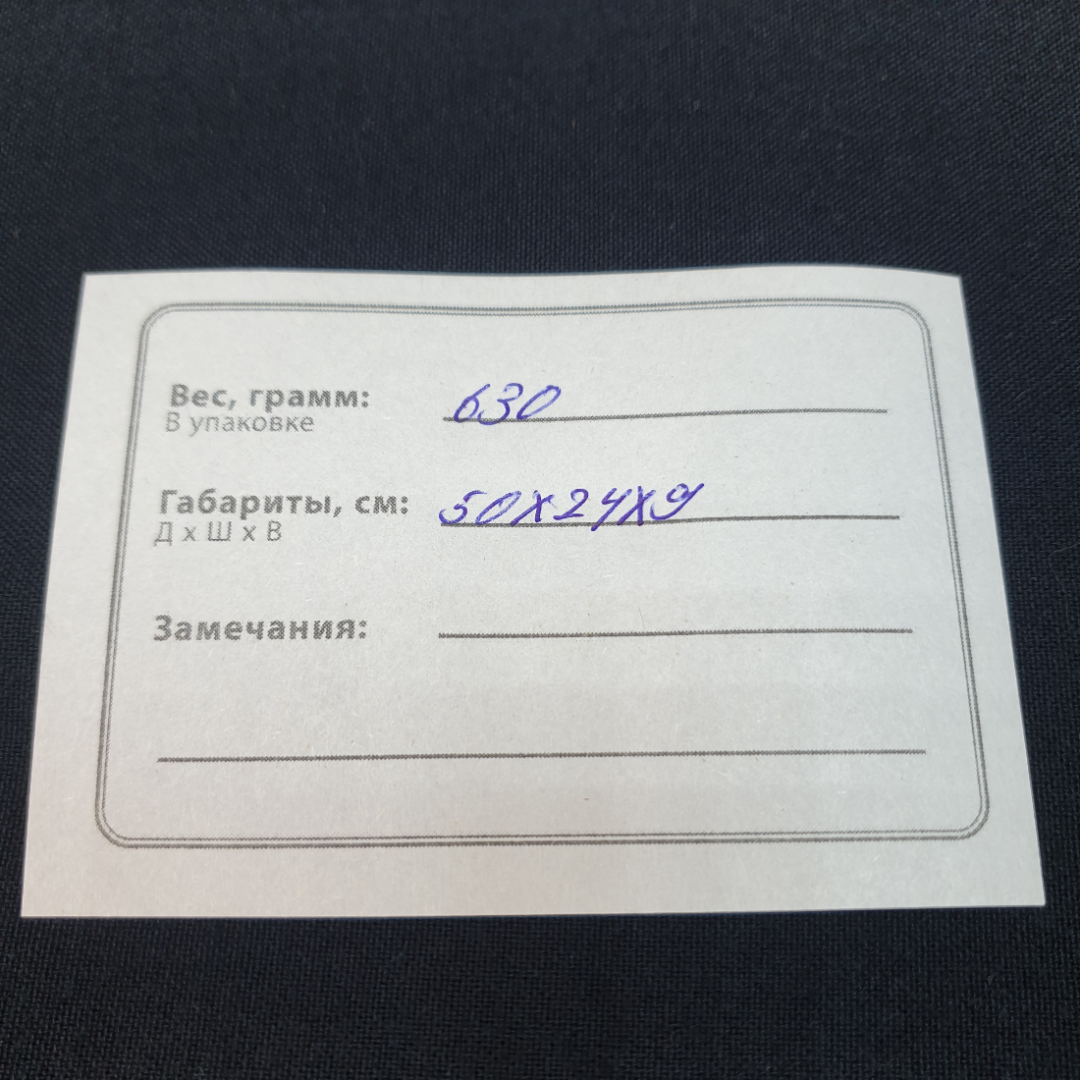 Вес, грамм: 630
В упаковке
Габариты, см: 50х24х9
Д х Ш х В
Замечания: